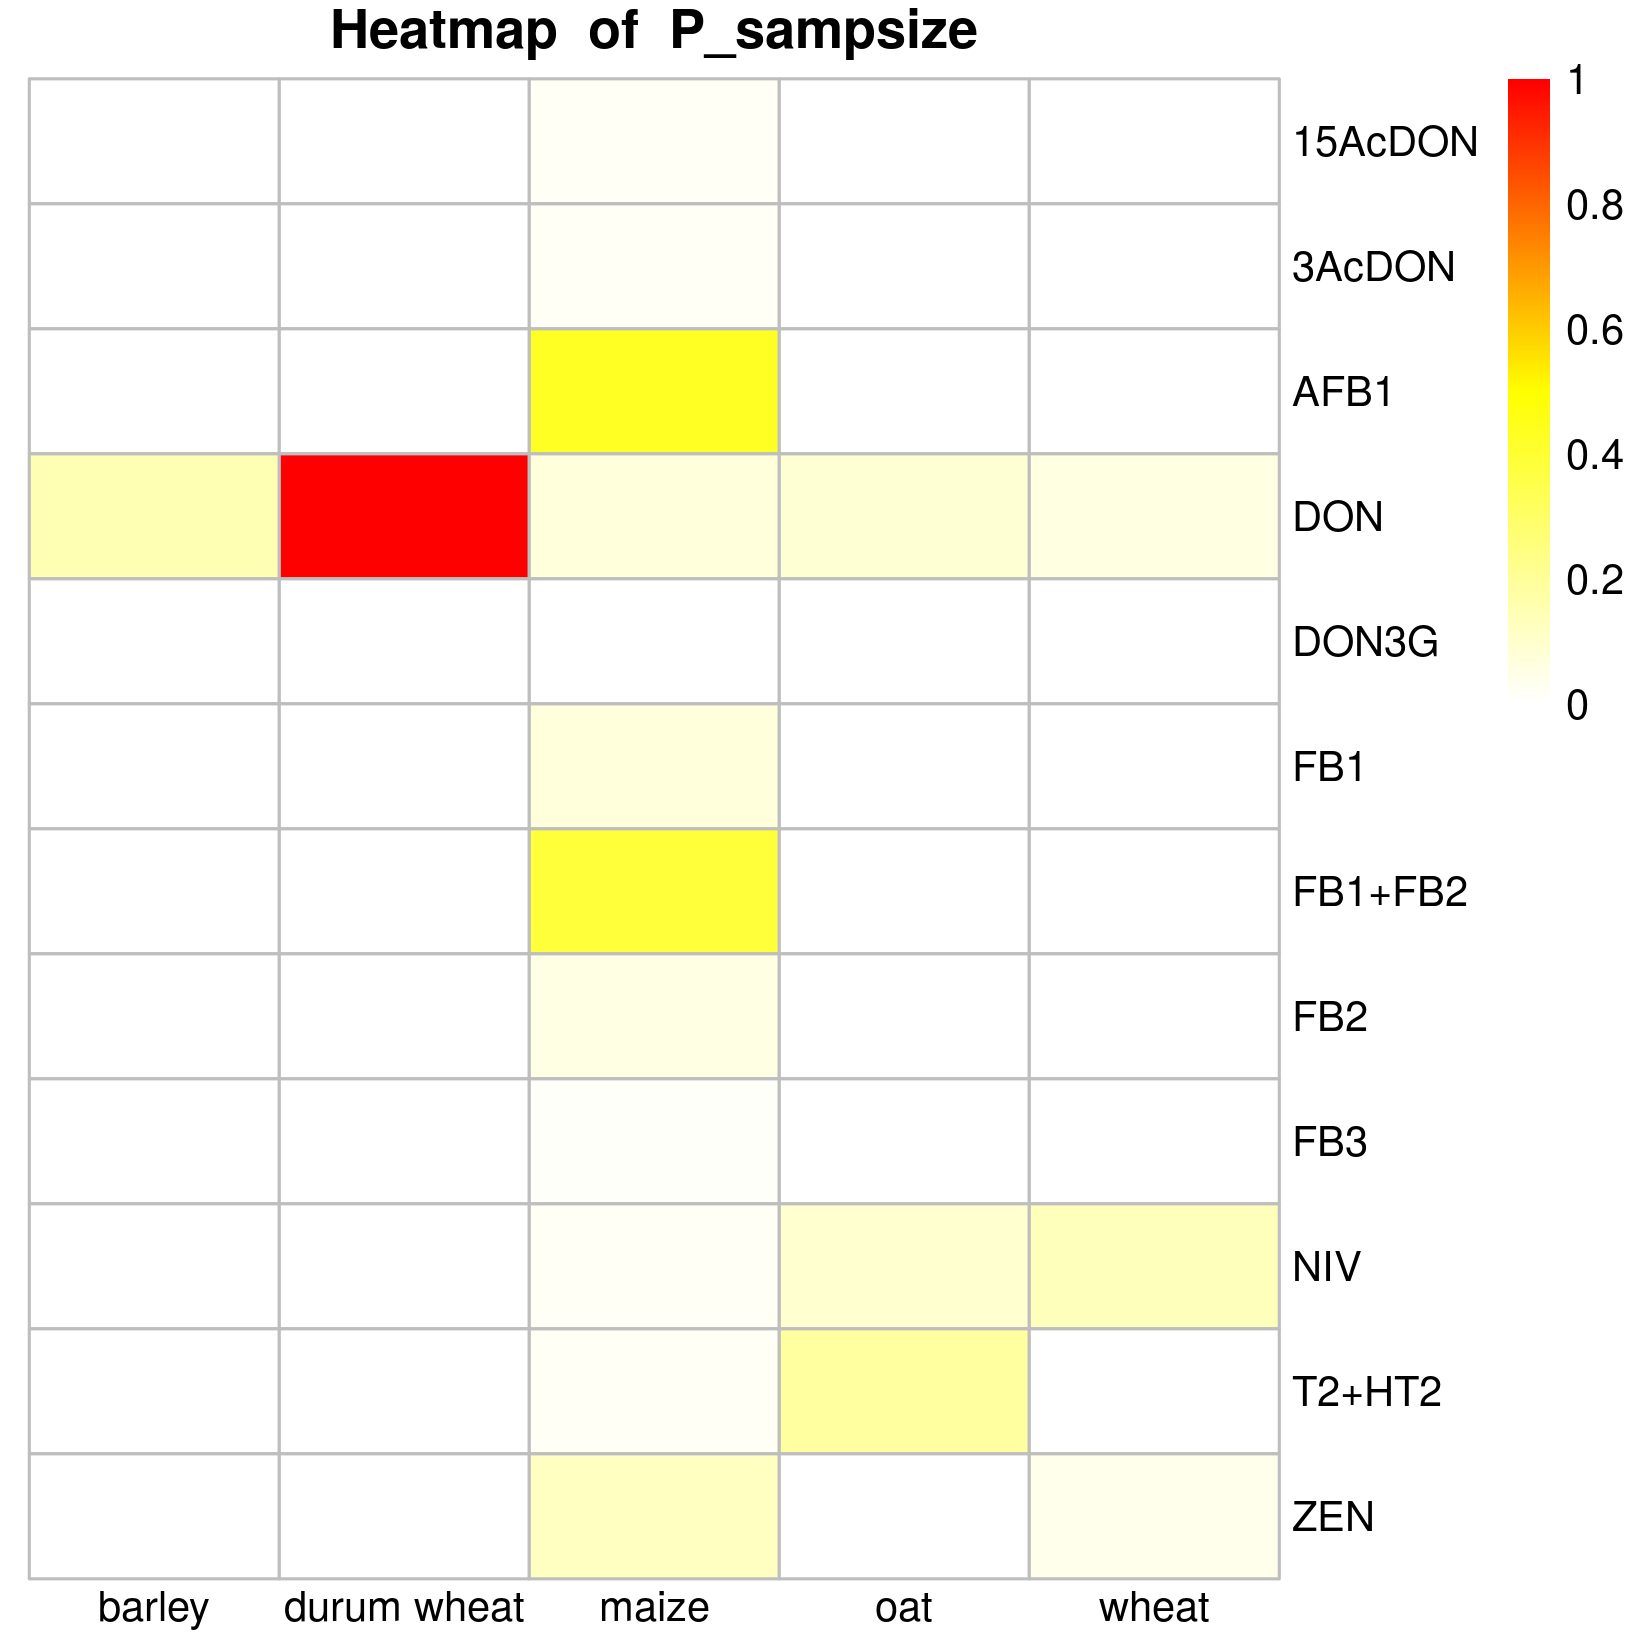 Heatmap of P_sampsize
1
15AcDON
0.8
3AcDON
0.6
AFB1
0.4
DON
0.2
DON3G
0
FB1
FB1+FB2
FB2
FB3
NIV
T2+HT2
ZEN
barley durum wheat maize oat wheat